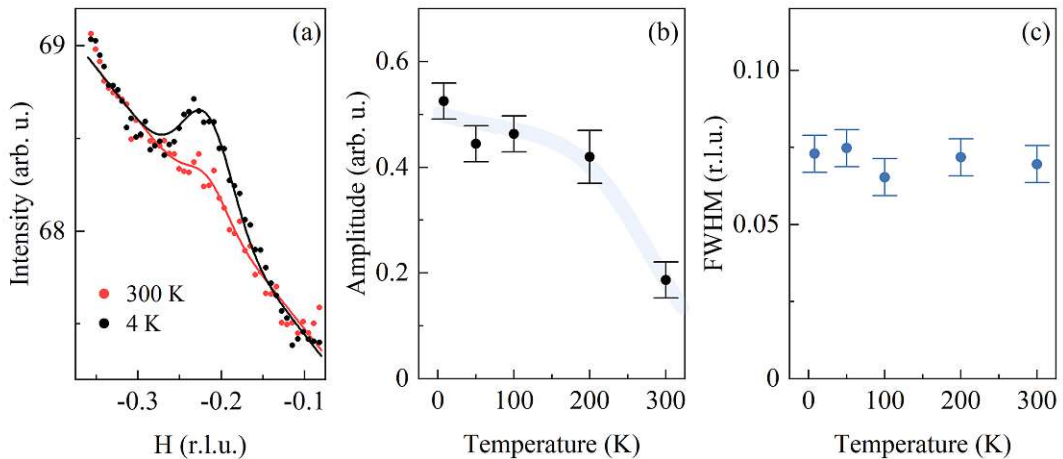 (a)
Intensity (arb. u.)
69
68
300 K
4 K
-0.3
-0.2
-0.1
H (r.l.u.)
(b)
Amplitude (arb. u.)
0.6
0.4
0.2
0
0
100
200
300
Temperature (K)
(c)
FWHM (r.l.u.)
0.10
0.05
0
0
100
200
300
Temperature (K)